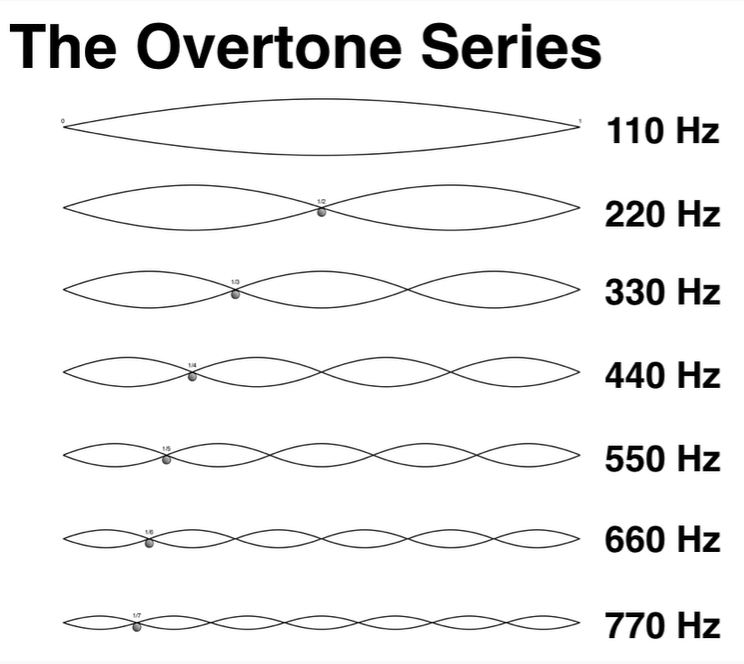 The Overtone Series
0 1 110 Hz
1/2 220 Hz
1/3 330 Hz
1/4 440 Hz
1/5 550 Hz
1/6 660 Hz
1/7 770 Hz